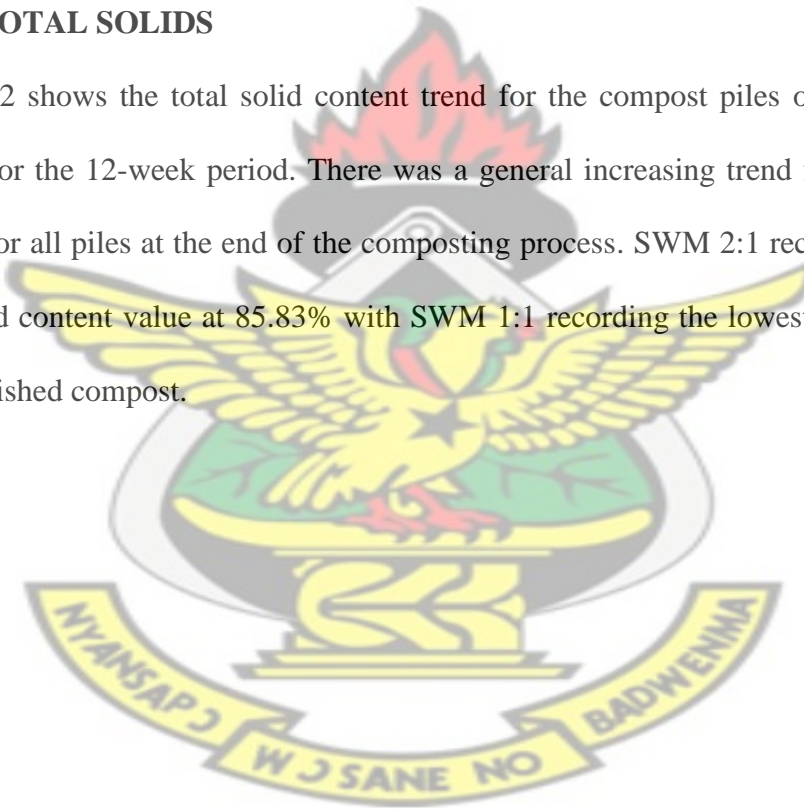 OTAL SOLIDS
2 shows the total solid content trend for the compost piles o
or the 12-week period. There was a general increasing trend
or all piles at the end of the composting process. SWM 2:1 rec
d content value at 85.83% with SWM 1:1 recording the lowest
ished compost.
NYANSAPƆ WƆSANE NO BADWENMA